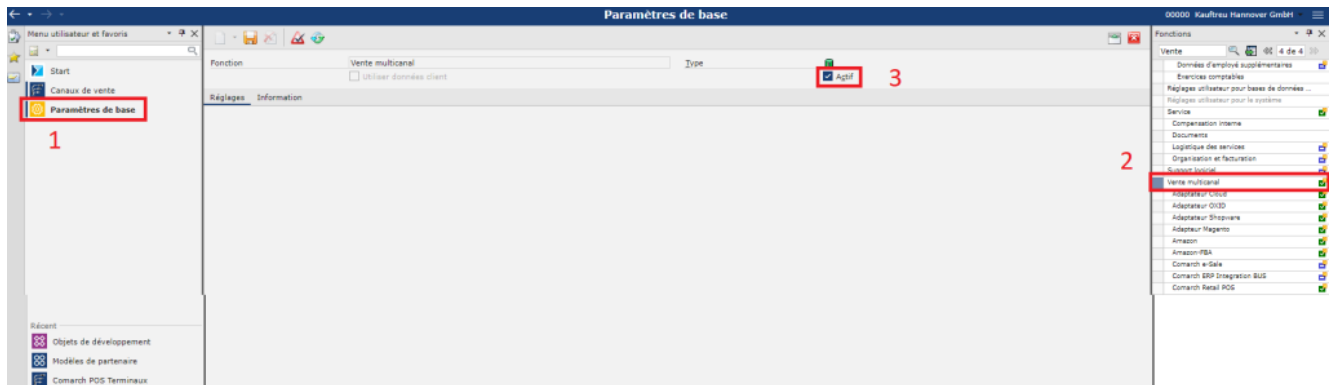 Paramètres de base
00000 Kauftreu Hannover GmbH
Menu utilisateur et favoris
Start
Canaux de vente
Paramètres de base
1
Récent
Objets de développement
Modèles de partenaire
Comarch POS Terminaux
Fonction
Vente multicanal
Type
Utiliser données client
Actif
3
Réglages
Information
2
Fonctions
Vente
4 de 4
Données d'employé supplémentaires
Exercices comptables
Réglages utilisateur pour bases de données ...
Réglages utilisateur pour le système
Service
Compensation interne
Documents
Logistique des services
Organisation et facturation
Support logiciel
Vente multicanal
Adaptateur Cloud
Adaptateur OXID
Adaptateur Shopware
Adapteur Magento
Amazon
Amazon-FBA
Comarch e-Sale
Comarch ERP Integration BUS
Comarch Retail POS